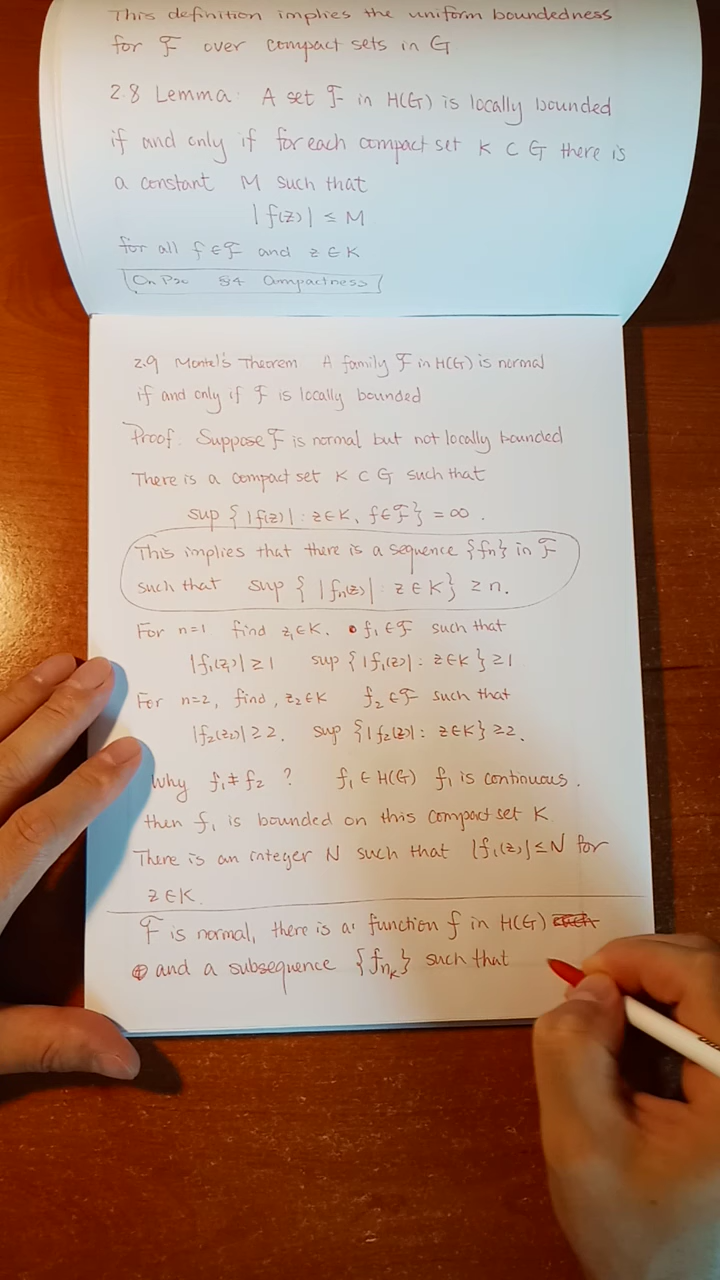 This definition implies the uniform boundedness
for ℱ over compact sets in G
2.8 Lemma: A set ℱ in H(G) is locally bounded
if and only if for each compact set K ⊂ G there is
a constant M such that
|f(z)| ≤ M
for all f ∈ ℱ and z ∈ K
§4 Compactness
2.9 Montel's Theorem A family ℱ in H(G) is normal
if and only if ℱ is locally bounded
Proof. Suppose ℱ is normal but not locally bounded
There is a compact set K ⊂ G such that
sup { |f(z)| : z ∈ K, f ∈ ℱ } = ∞.
This implies that there is a sequence {fn} in ℱ
such that sup { |fn(z)| : z ∈ K } ≥ n.
For n=1 find z₁ ∈ K. f₁ ∈ ℱ such that
|f₁(z₁)| ≥ 1 sup { |f₁(z)| : z ∈ K } ≥ 1
For n=2, find, z₂ ∈ K f₂ ∈ ℱ such that
|f₂(z₂)| ≥ 2. sup { |f₂(z)| : z ∈ K } ≥ 2.
Why f₁ ≠ f₂ ? f₁ ∈ H(G) f₁ is continuous.
then f₁ is bounded on this compact set K.
There is an integer N such that |f₁(z)| ≤ N for
z ∈ K.
ℱ is normal, there is a function f in H(G)
and a subsequence {fnₖ} such that